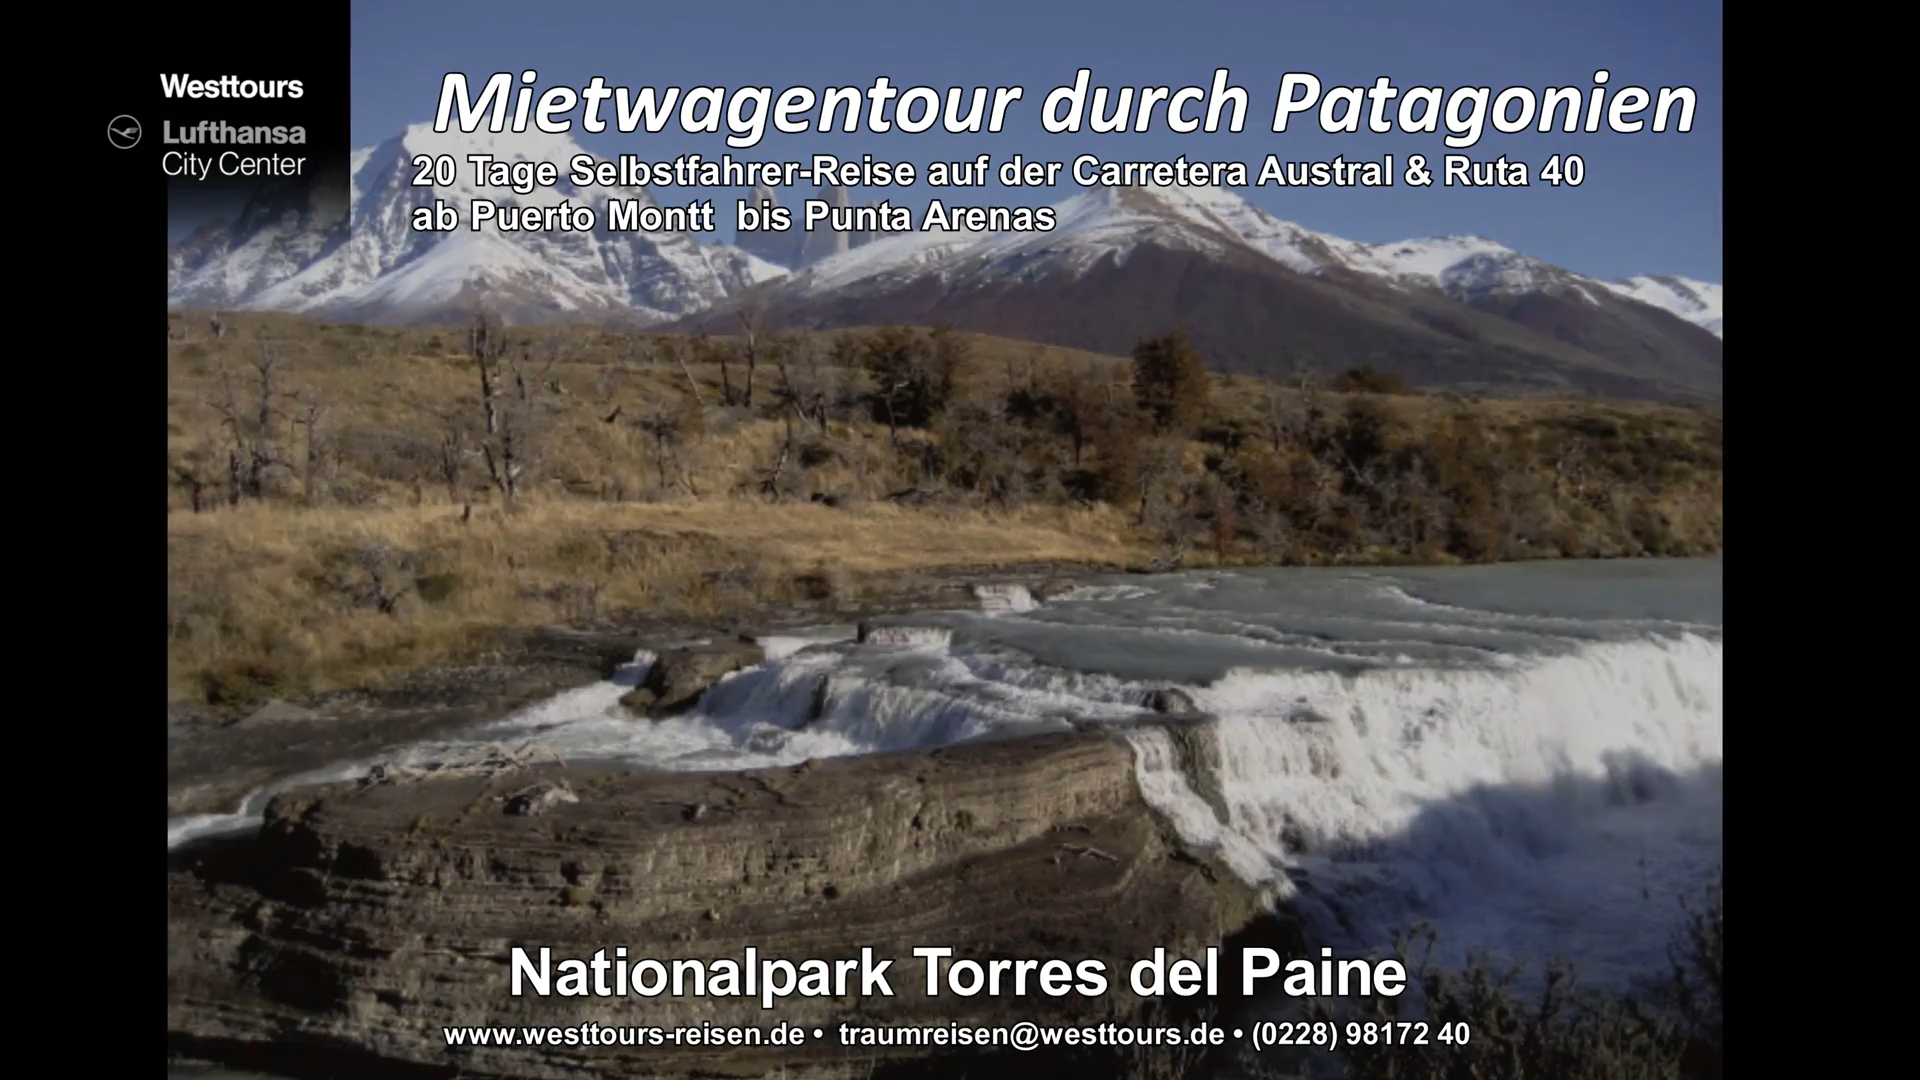 Westtours
Lufthansa
City Center
Mietwagentour durch Patagonien
20 Tage Selbstfahrer-Reise auf der Carretera Austral & Ruta 40
ab Puerto Montt bis Punta Arenas
Nationalpark Torres del Paine
www.westtours-reisen.de • traumreisen@westtours.de • (0228) 98172 40